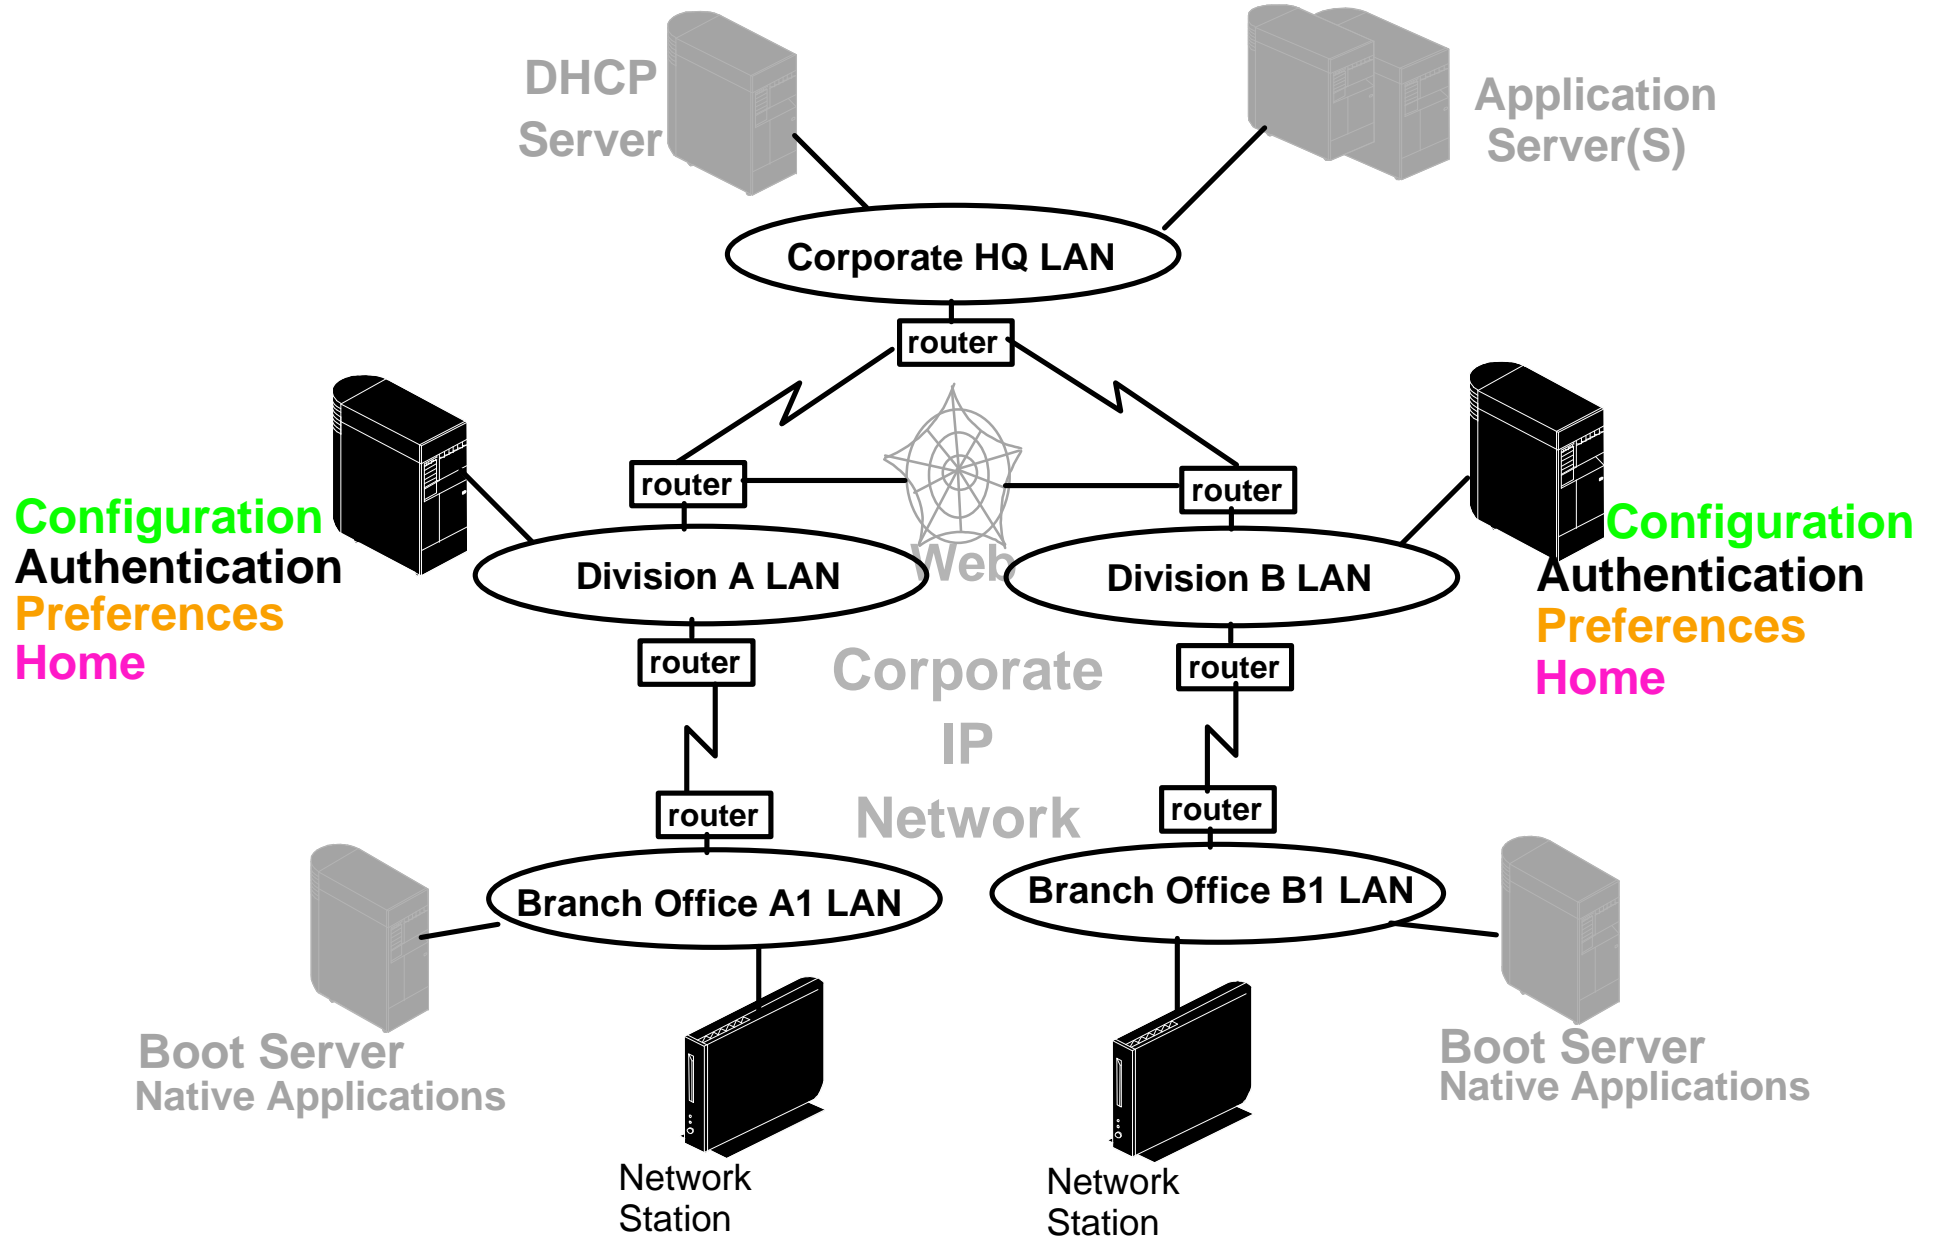 DHCP
Server
Application
Server(S)
Corporate HQ LAN
router
router
router
Configuration
Authentication
Preferences
Home
Division A LAN
Web
Division B LAN
Configuration
Authentication
Preferences
Home
router
router
Corporate
IP
Network
router
router
Branch Office A1 LAN
Branch Office B1 LAN
Boot Server
Native Applications
Boot Server
Native Applications
Network
Station
Network
Station